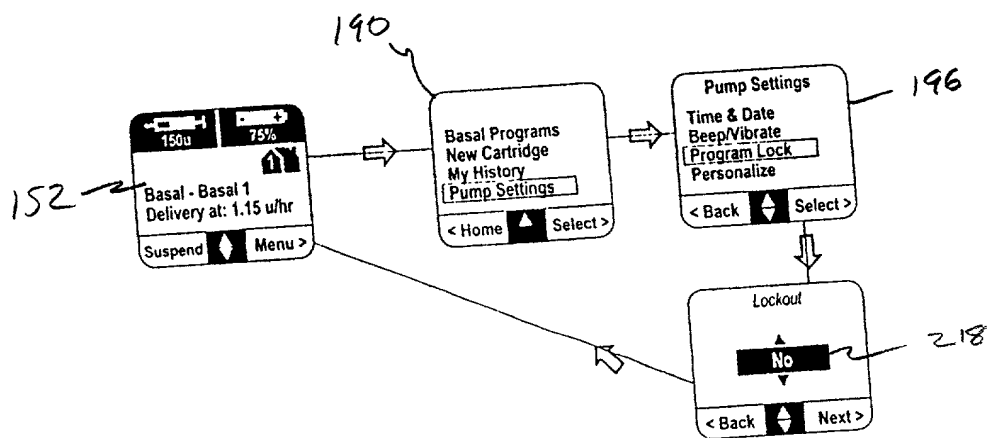 190
196
152
218
150u
75%
1
Basal - Basal 1
Delivery at: 1.15 u/hr
Suspend Menu >
Basal Programs
New Cartridge
My History
Pump Settings
< Home Select >
Pump Settings
Time & Date
Beep/Vibrate
Program Lock
Personalize
< Back Select >
Lockout
No
< Back Next >